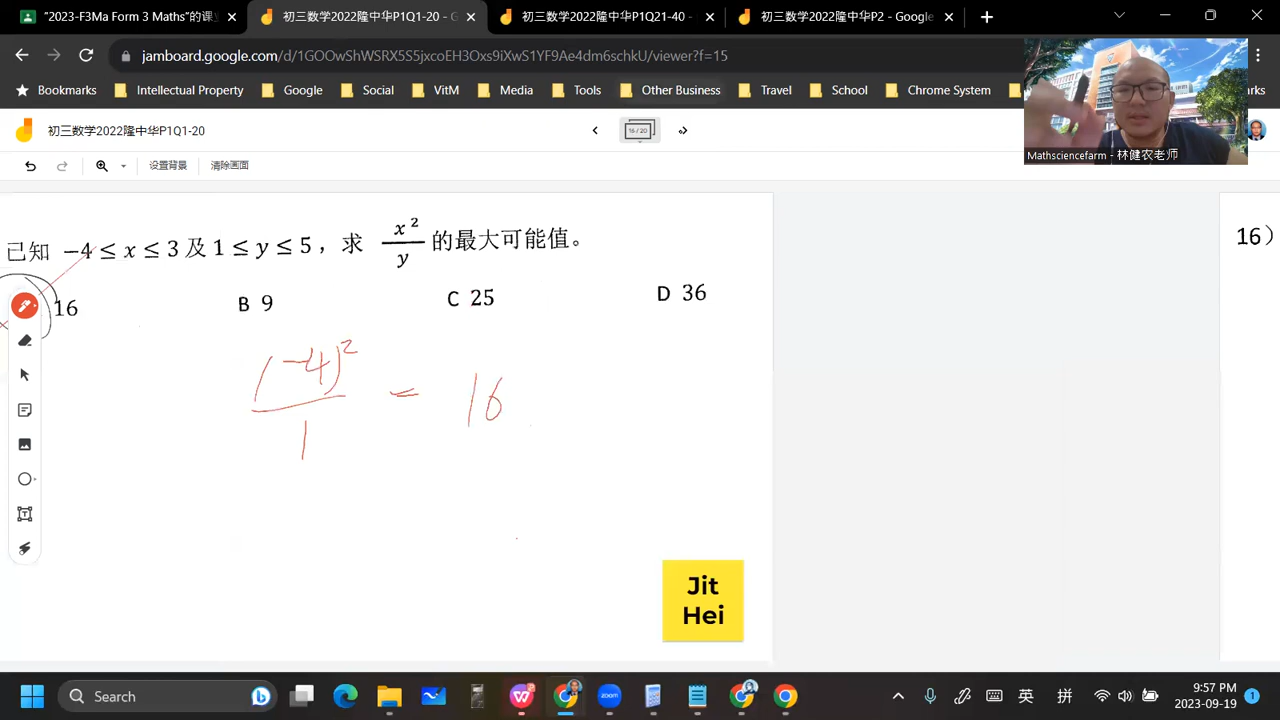 "2023-F3Ma Form 3 Maths"的课
初三数学2022隆中华P1Q1-20 - G
初三数学2022隆中华P1Q21-40 -
初三数学2022隆中华P2 - Google
jamboard.google.com/d/1GOOwShWSRX5S5jxcoEH3Oxs9iXwS1YF9Ae4dm6schkU/viewer?f=15
Bookmarks Intellectual Property Google Social VitM Media Tools Other Business Travel School Chrome System
初三数学2022隆中华P1Q1-20
16 / 20
Mathsciencefarm - 林健农老师
设置背景 清除画面
已知 −4 ≤ x ≤ 3 及 1 ≤ y ≤ 5，求 x²/y 的最大可能值。
16)
16 B 9 C 25 D 36
(-4)²/1 = 16
Jit
Hei
Search
英 拼
9:57 PM
2023-09-19
1